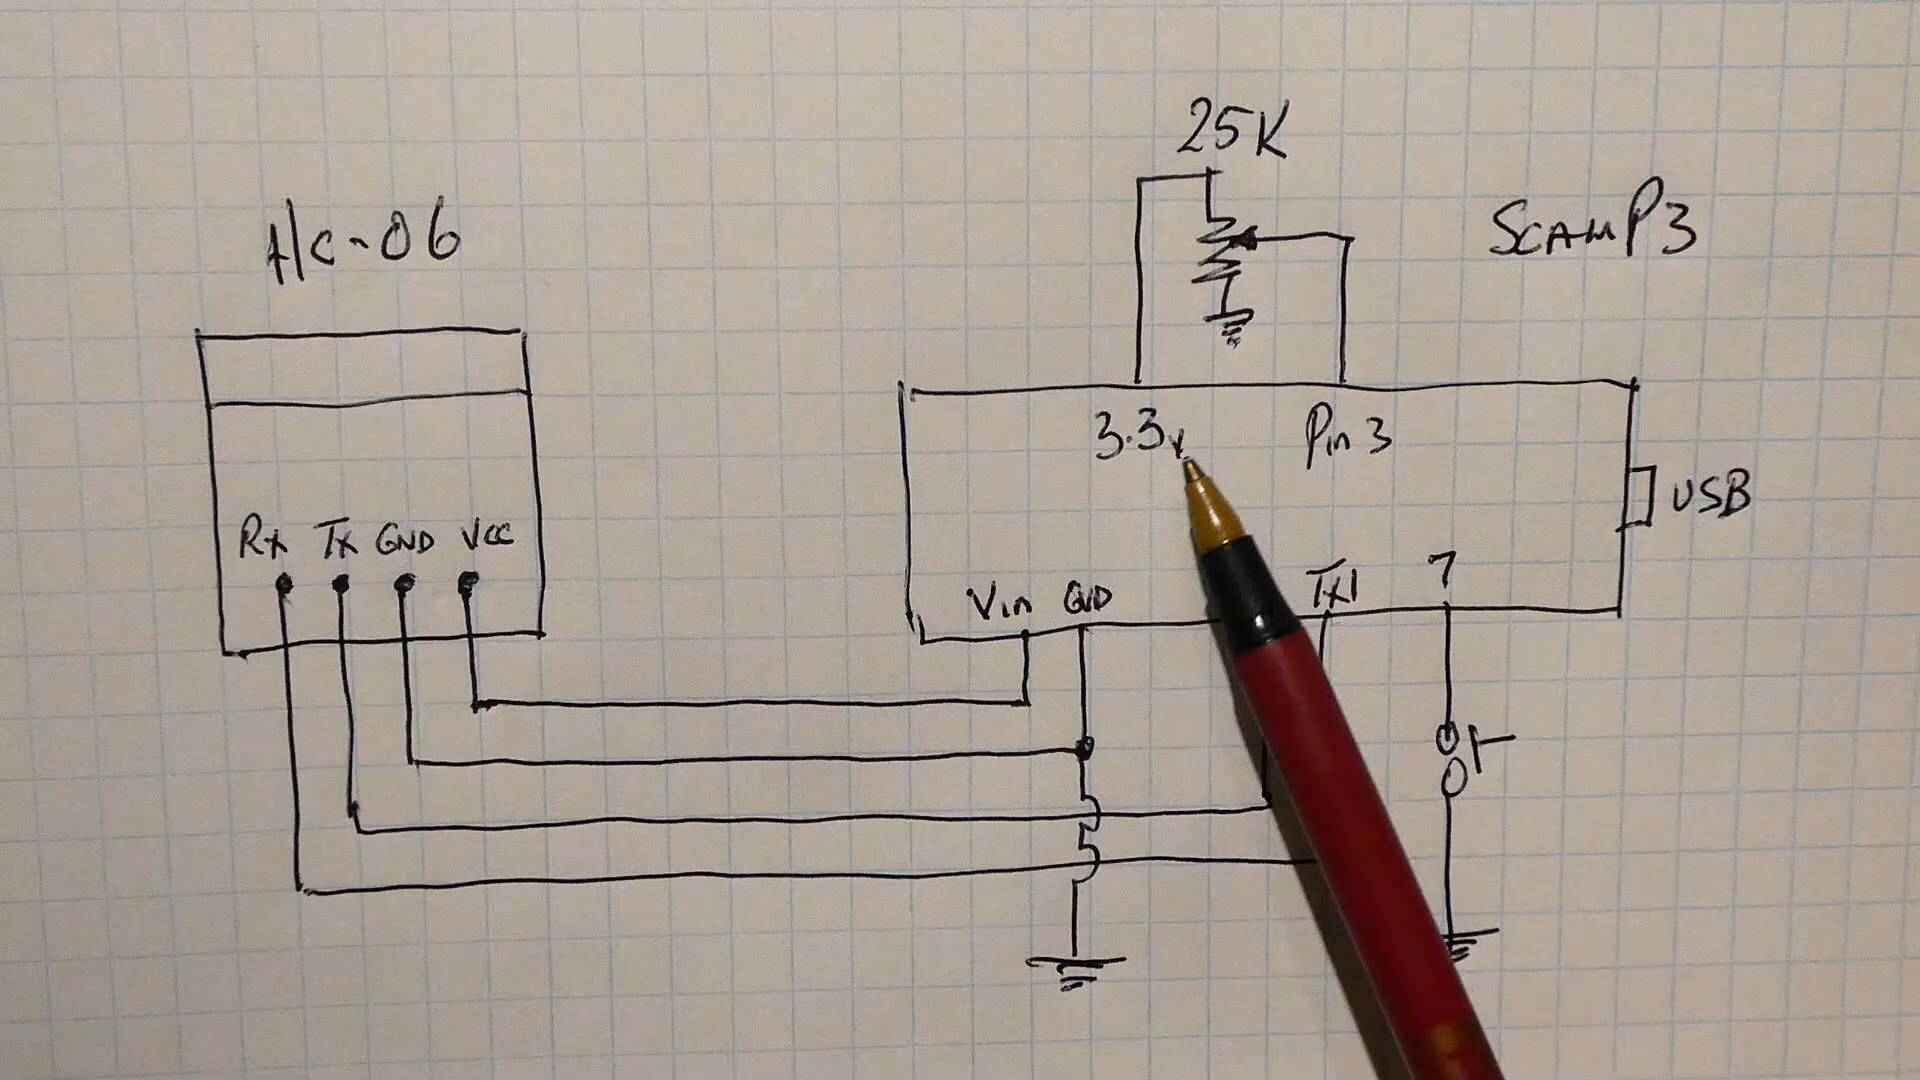 25K
HC-06
SCAMP3
3.3v
Pin 3
USB
Rx Tx GND Vcc
Vin GND
TX1
7